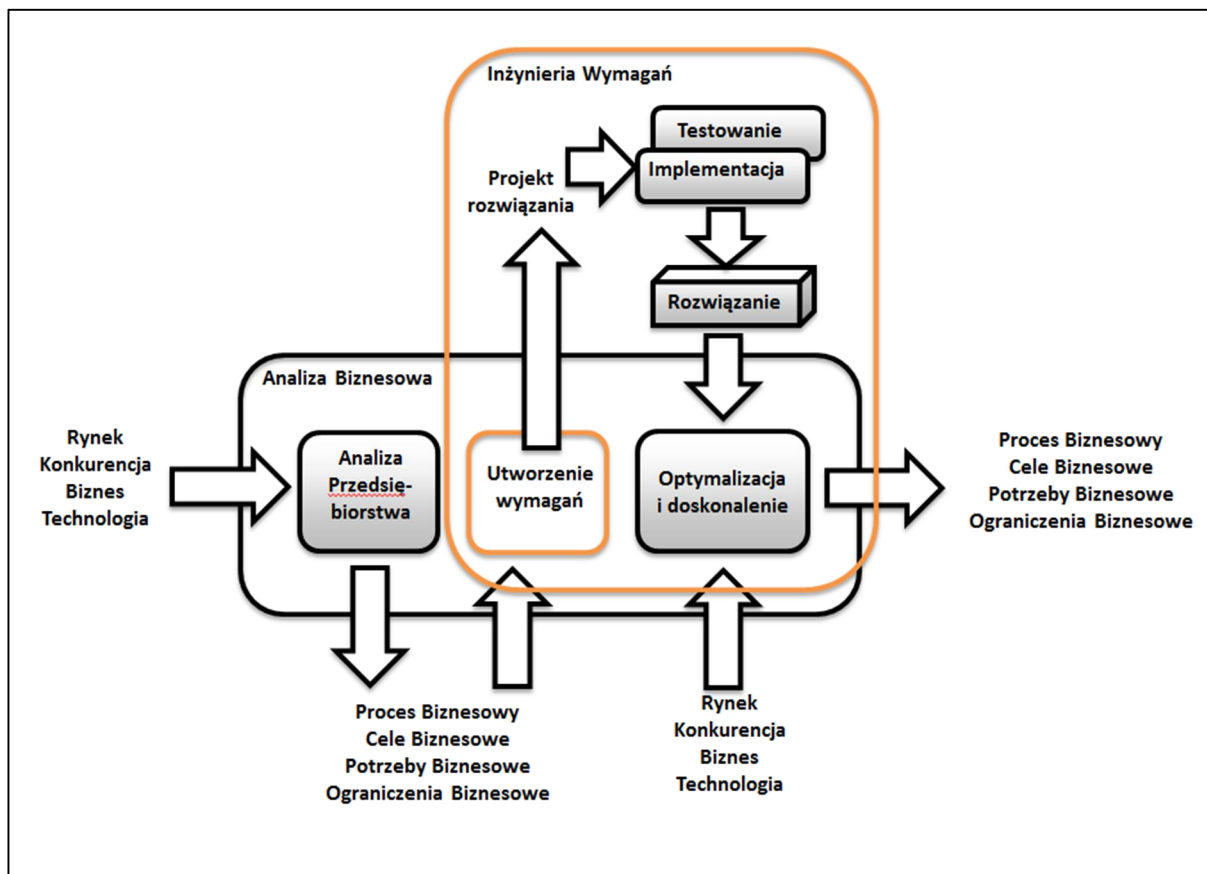 Inżynieria Wymagań
Testowanie
Implementacja
Projekt
rozwiązania
Rozwiązanie
Analiza Biznesowa
Rynek
Konkurencja
Biznes
Technologia
Analiza
Przedsię-
biorstwa
Utworzenie
wymagań
Optymalizacja
i doskonalenie
Proces Biznesowy
Cele Biznesowe
Potrzeby Biznesowe
Ograniczenia Biznesowe
Proces Biznesowy
Cele Biznesowe
Potrzeby Biznesowe
Ograniczenia Biznesowe
Rynek
Konkurencja
Biznes
Technologia